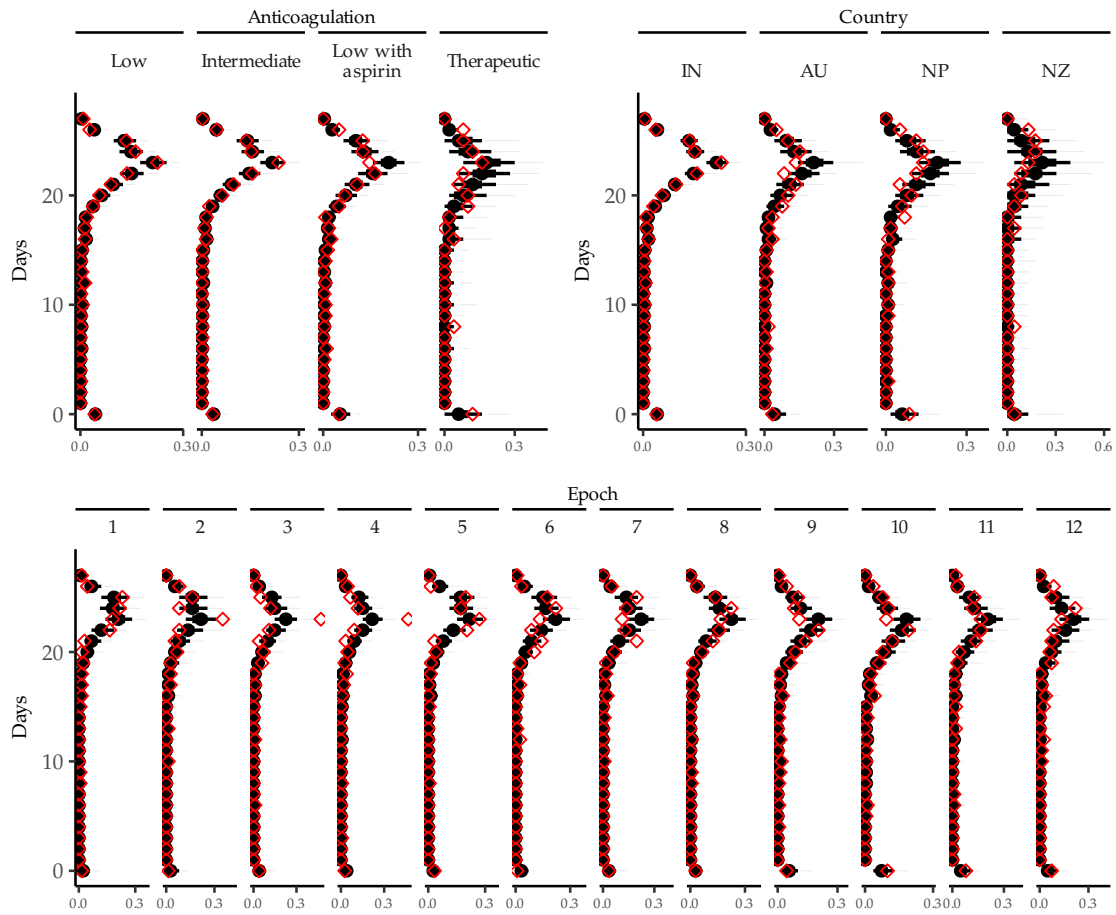 Anticoagulation
Country
Low
Intermediate
Low with
aspirin
Therapeutic
IN
AU
NP
NZ
Days
20
10
0
Days
0.0 0.3 0.0 0.3 0.0 0.3 0.0 0.3
0.0 0.3 0.0 0.3 0.0 0.3 0.0 0.3 0.6
Epoch
1 2 3 4 5 6 7 8 9 10 11 12
Days
20
10
0
0.0 0.3 0.0 0.3 0.0 0.3 0.0 0.3 0.0 0.3 0.0 0.3 0.0 0.3 0.0 0.3 0.0 0.3 0.0 0.3 0.0 0.3 0.0 0.3